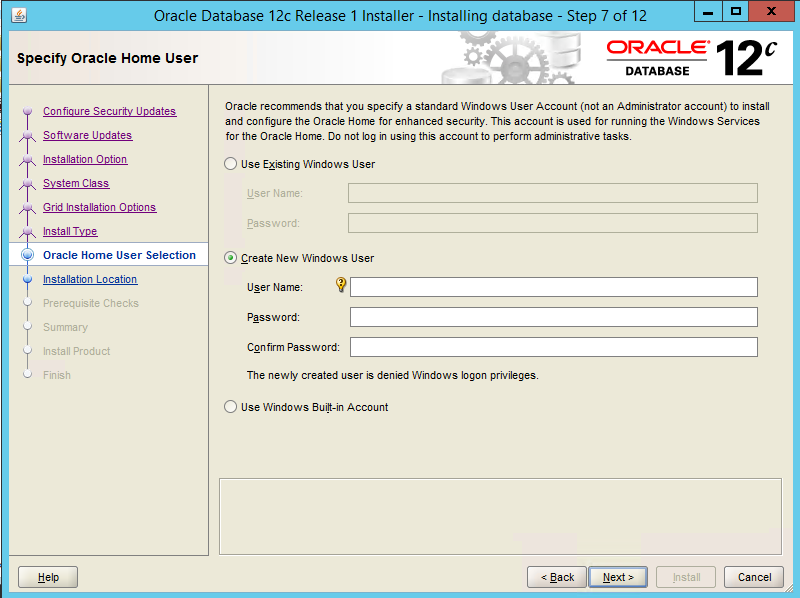 Oracle Database 12c Release 1 Installer - Installing database - Step 7 of 12
Specify Oracle Home User
ORACLE®
DATABASE
12c
Configure Security Updates
Software Updates
Installation Option
System Class
Grid Installation Options
Install Type
Oracle Home User Selection
Installation Location
Prerequisite Checks
Summary
Install Product
Finish
Oracle recommends that you specify a standard Windows User Account (not an Administrator account) to install
and configure the Oracle Home for enhanced security. This account is used for running the Windows Services
for the Oracle Home. Do not log in using this account to perform administrative tasks.
Use Existing Windows User
User Name:
Password:
Create New Windows User
User Name:
Password:
Confirm Password:
The newly created user is denied Windows logon privileges.
Use Windows Built-in Account
Help
< Back
Next >
Install
Cancel